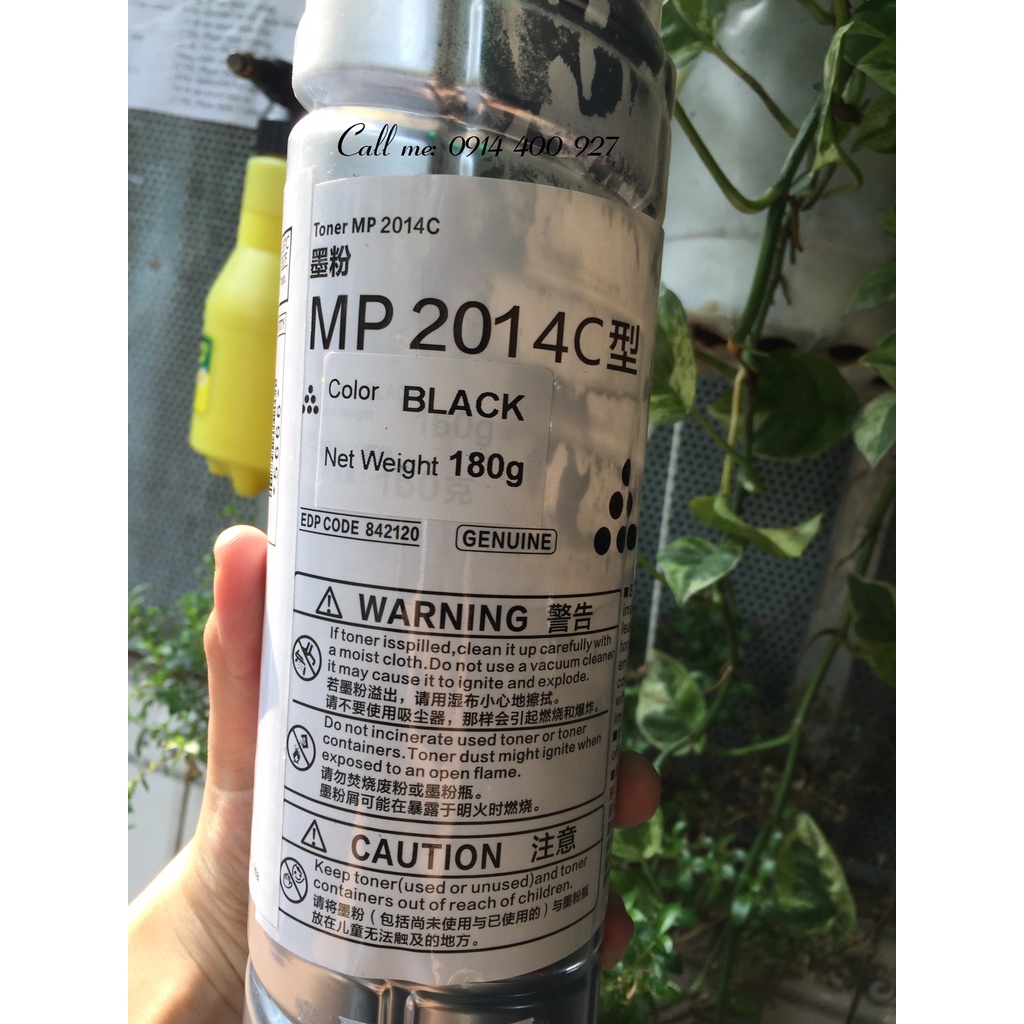 Call me: 0914 400 927
Toner MP 2014C
墨粉
MP 2014C型
Color BLACK
Net Weight 180g
EDP CODE 842120
GENUINE
WARNING 警告
If toner isspilled,clean it up carefully with
a moist cloth.Do not use a vacuum cleaner
it may cause it to ignite and explode.
若墨粉溢出，请用湿布小心地擦拭。
请不要使用吸尘器，那样会引起燃烧和爆炸。
Do not incinerate used toner or toner
containers.Toner dust might ignite when
exposed to an open flame.
请勿焚烧废粉或墨粉瓶。
墨粉屑可能在暴露于明火时燃烧。
CAUTION 注意
Keep toner(used or unused)and toner
containers out of reach of children.
请将墨粉（包括尚未使用与已使用的）与墨粉瓶
放在儿童无法触及的地方。